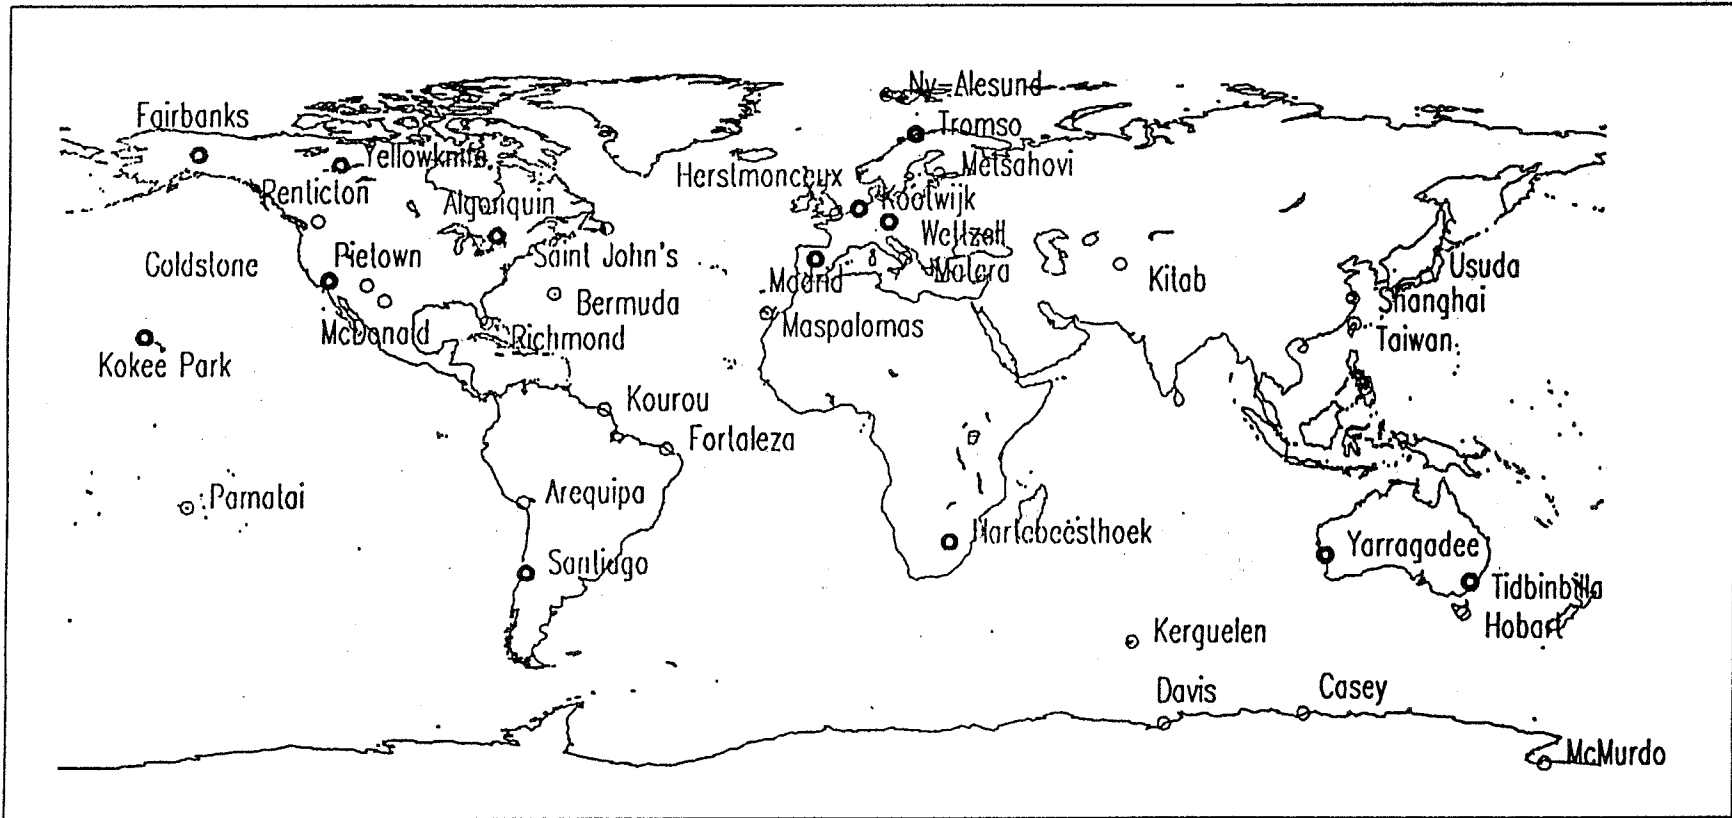 Ny-Alesund
Fairbanks
Tromso
Yellowknife
Metsahovi
Herstmonceux
Penticton
Algonquin
Kootwijk
Wettzell
Goldstone
Pietown
Saint John's
Matera
Madrid
Kitab
Usuda
Bermuda
Shanghai
McDonald
Richmond
Maspalomas
Taiwan
Kokee Park
Kourou
Fortaleza
Pamatai
Arequipa
Hartebeesthoek
Yarragadee
Santiago
Tidbinbilla
Hobart
Kerguelen
Davis
Casey
McMurdo